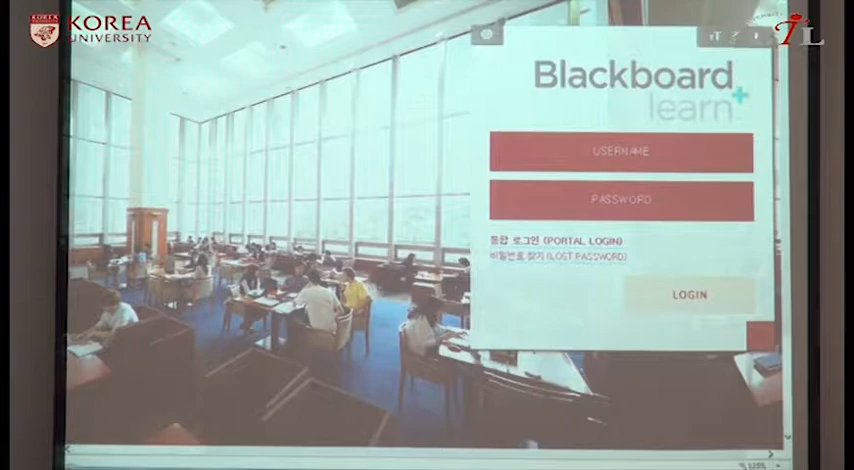 KOREA
UNIVERSITY
Blackboard
learn+
USERNAME
PASSWORD
통합 로그인 (PORTAL LOGIN)
비밀번호 찾기 (LOST PASSWORD)
LOGIN
125%